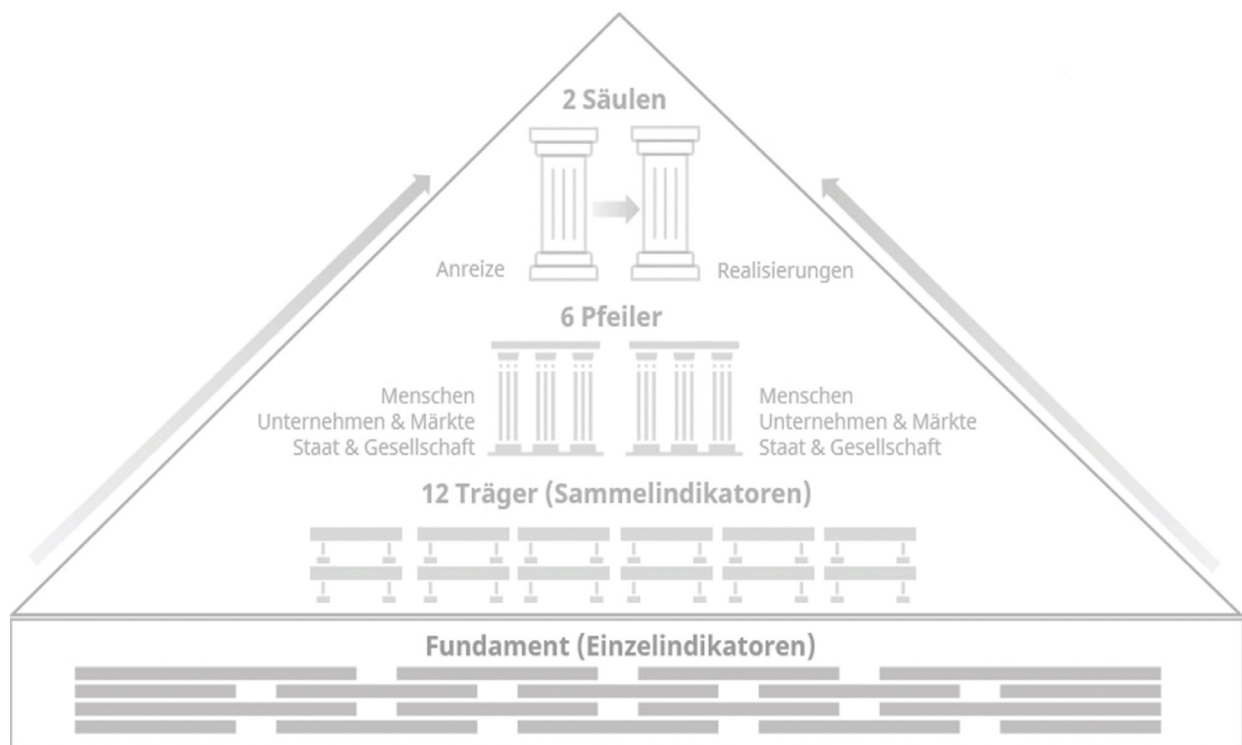 2 Säulen
Anreize
Realisierungen
6 Pfeiler
Menschen
Unternehmen & Märkte
Staat & Gesellschaft
Menschen
Unternehmen & Märkte
Staat & Gesellschaft
12 Träger (Sammelindikatoren)
Fundament (Einzelindikatoren)